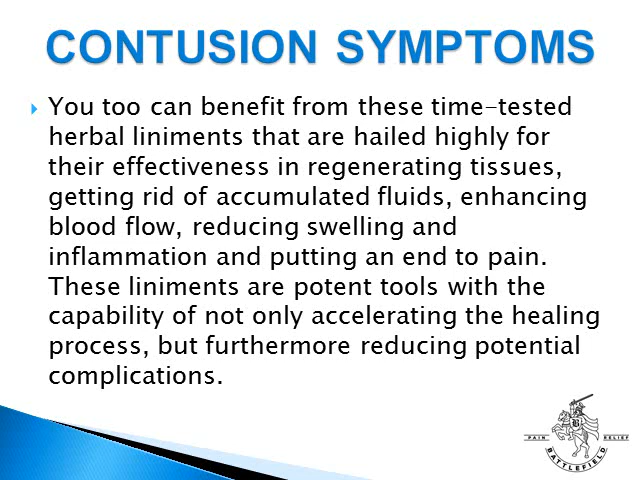 CONTUSION SYMPTOMS
You too can benefit from these time-tested
herbal liniments that are hailed highly for
their effectiveness in regenerating tissues,
getting rid of accumulated fluids, enhancing
blood flow, reducing swelling and
inflammation and putting an end to pain.
These liniments are potent tools with the
capability of not only accelerating the healing
process, but furthermore reducing potential
complications.
B
PAIN RELIEF
BATTLEFIELD